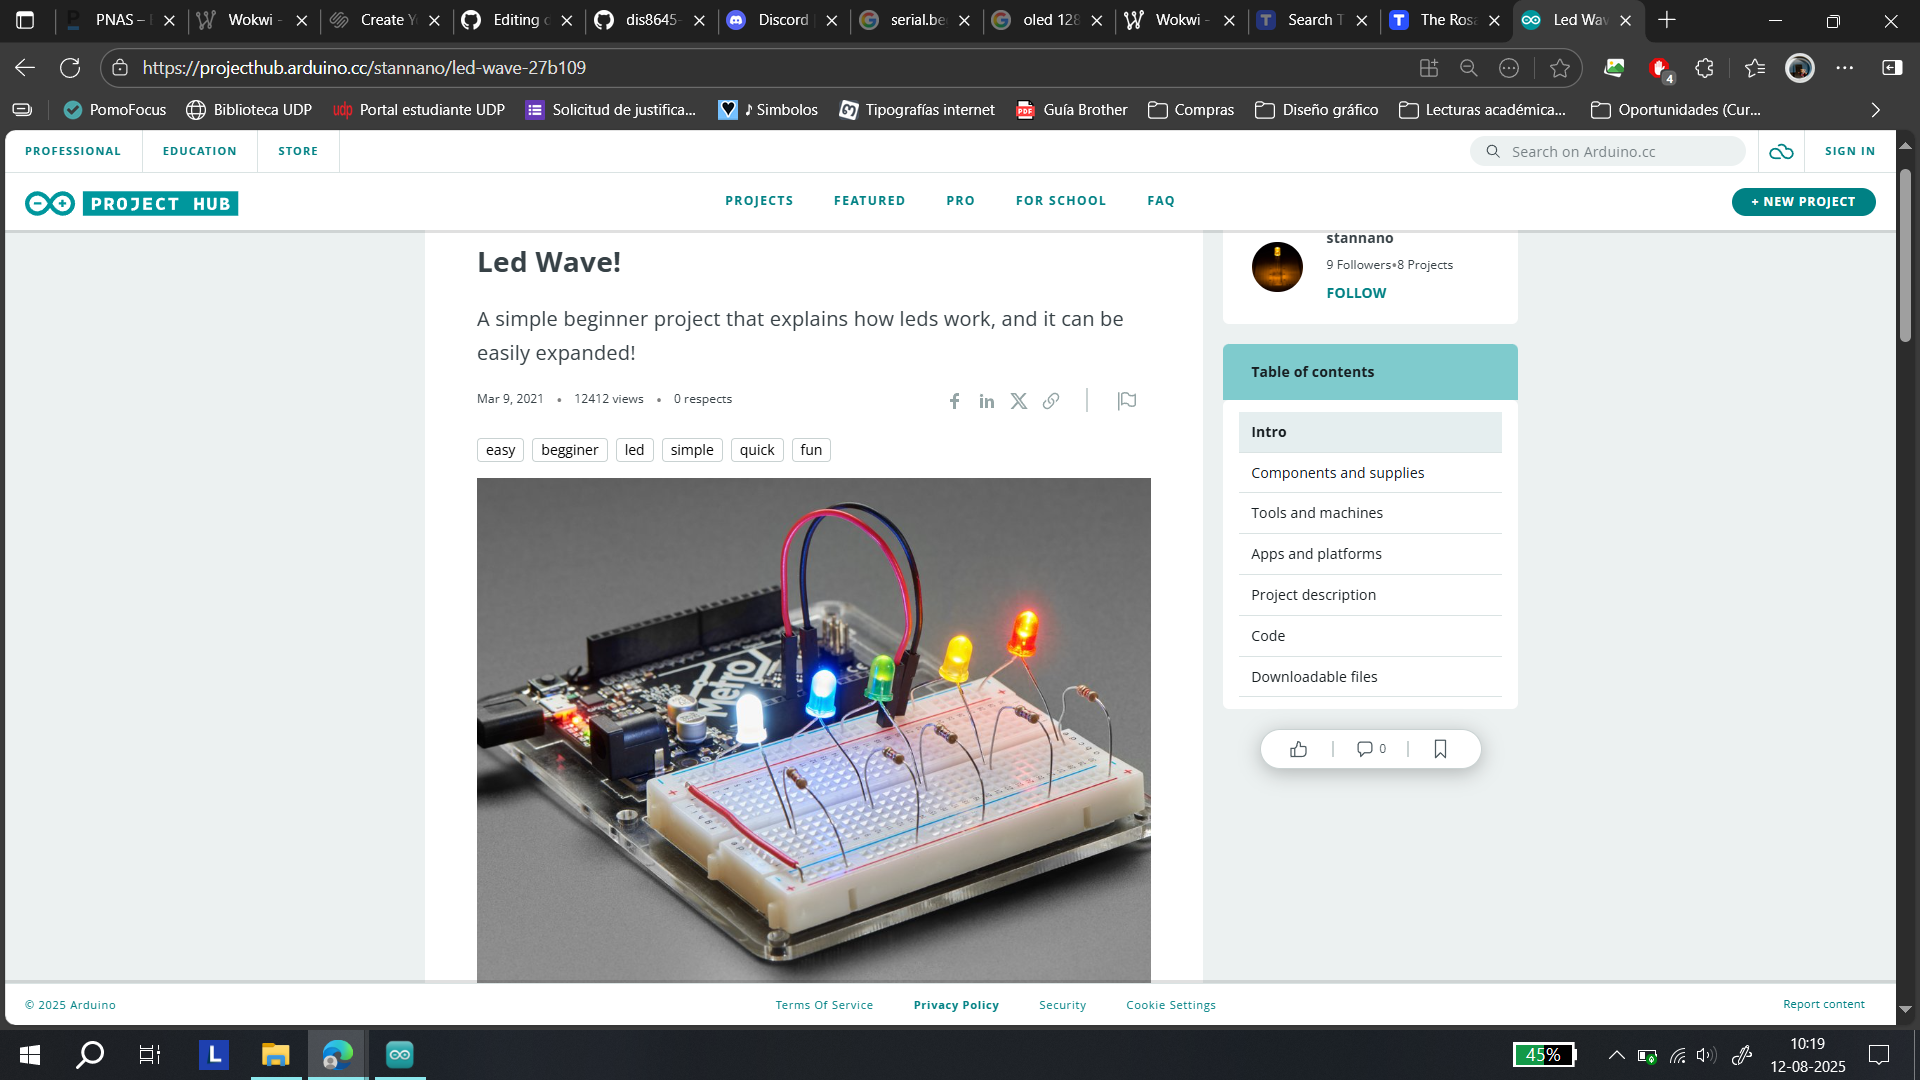 PNAS –
Wokwi -
Create Y
Editing
dis8645-
Discord
serial.be
oled 128
Wokwi -
Search T
The Ros
Led Wav
https://projecthub.arduino.cc/stannano/led-wave-27b109
4
PomoFocus
Biblioteca UDP
udp Portal estudiante UDP
Solicitud de justifica...
♪ Simbolos
Tipografías internet
PDF Guía Brother
Compras
Diseño gráfico
Lecturas académica...
Oportunidades (Cur...
PROFESSIONAL
EDUCATION
STORE
Search on Arduino.cc
SIGN IN
PROJECT HUB
PROJECTS
FEATURED
PRO
FOR SCHOOL
FAQ
+ NEW PROJECT
Led Wave!
A simple beginner project that explains how leds work, and it can be
easily expanded!
Mar 9, 2021 • 12412 views • 0 respects
easy
begginer
led
simple
quick
fun
Metro
stannano
9 Followers•8 Projects
FOLLOW
Table of contents
Intro
Components and supplies
Tools and machines
Apps and platforms
Project description
Code
Downloadable files
0
© 2025 Arduino
Terms Of Service
Privacy Policy
Security
Cookie Settings
Report content
L
45%
10:19
12-08-2025